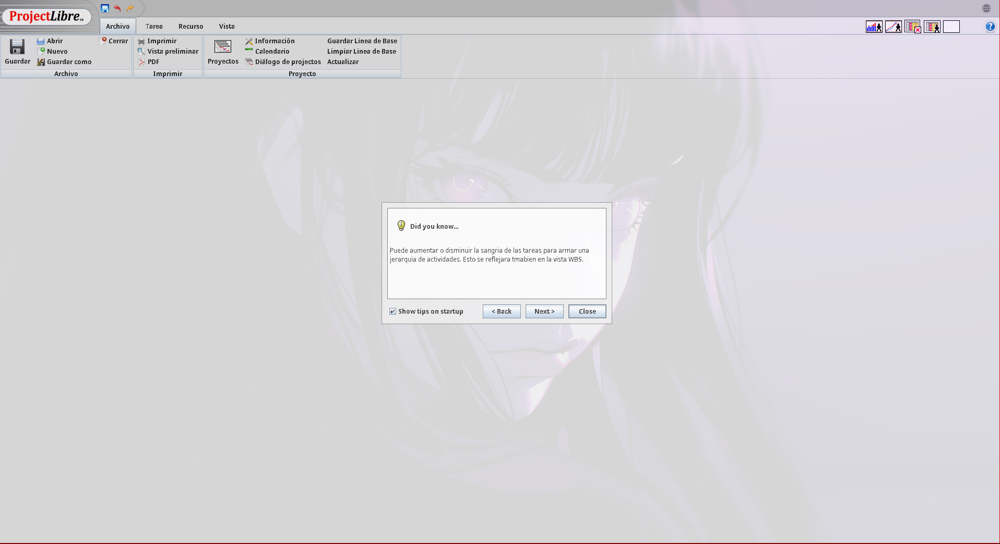 ProjectLibre™
Archivo Tarea Recurso Vista
Guardar
Abrir
Nuevo
Guardar como
Cerrar
Archivo
Imprimir
Vista preliminar
PDF
Imprimir
Proyectos
Información
Calendario
Diálogo de projectos
Guardar Linea de Base
Limpiar Linea de Base
Actualizar
Proyecto
Did you know...
Puede aumentar o disminuir la sangria de las tareas para armar una
jerarquia de actividades. Esto se reflejara tmabien en la vista WBS.
Show tips on startup
< Back Next > Close